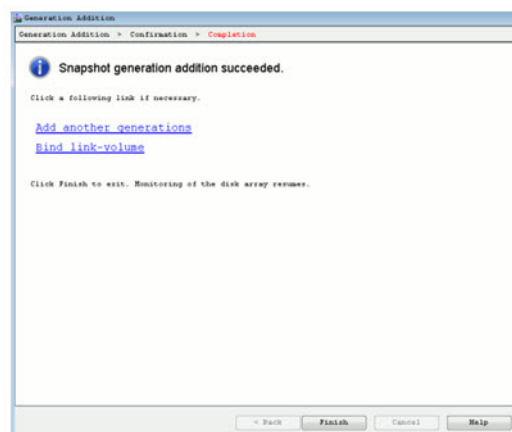 Generation Addition
Generation Addition > Confirmation > Completion
Snapshot generation addition succeeded.
Click a following link if necessary.
Add another generations
Bind link-volume
Click Finish to exit. Monitoring of the disk array resumes.
< Back Finish Cancel Help